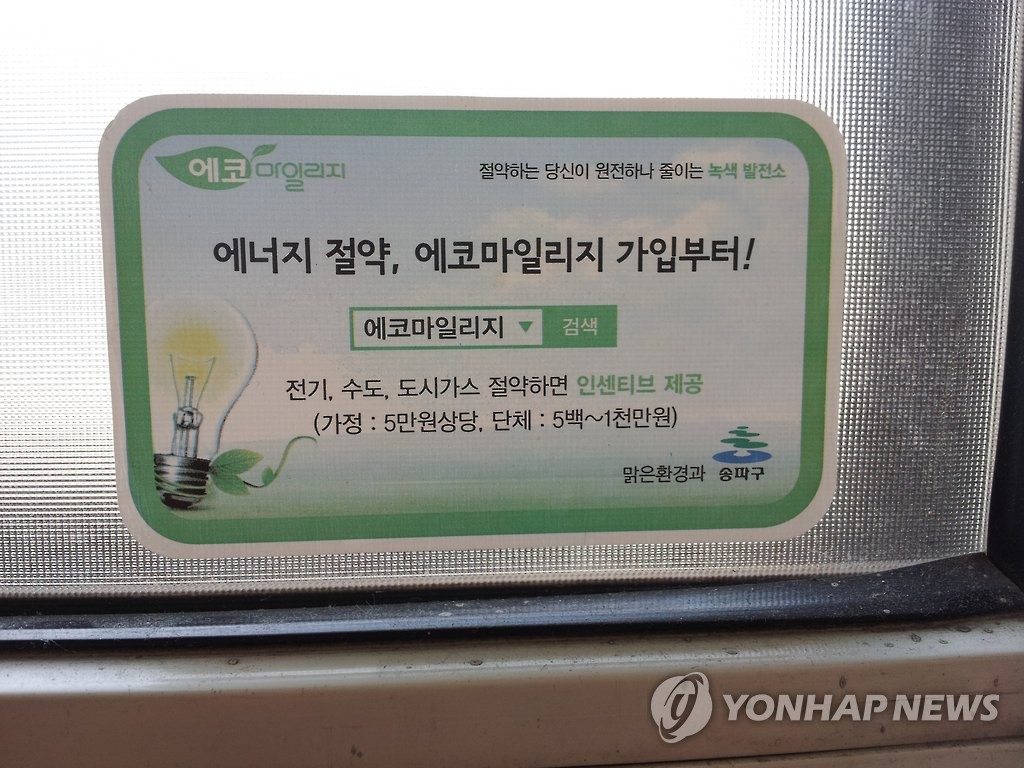 에코마일리지
절약하는 당신이 원전하나 줄이는 녹색 발전소
에너지 절약, 에코마일리지 가입부터!
에코마일리지 ▼ 검색
전기, 수도, 도시가스 절약하면 인센티브 제공
(가정 : 5만원상당, 단체 : 5백~1천만원)
맑은환경과 송파구
YONHAP NEWS